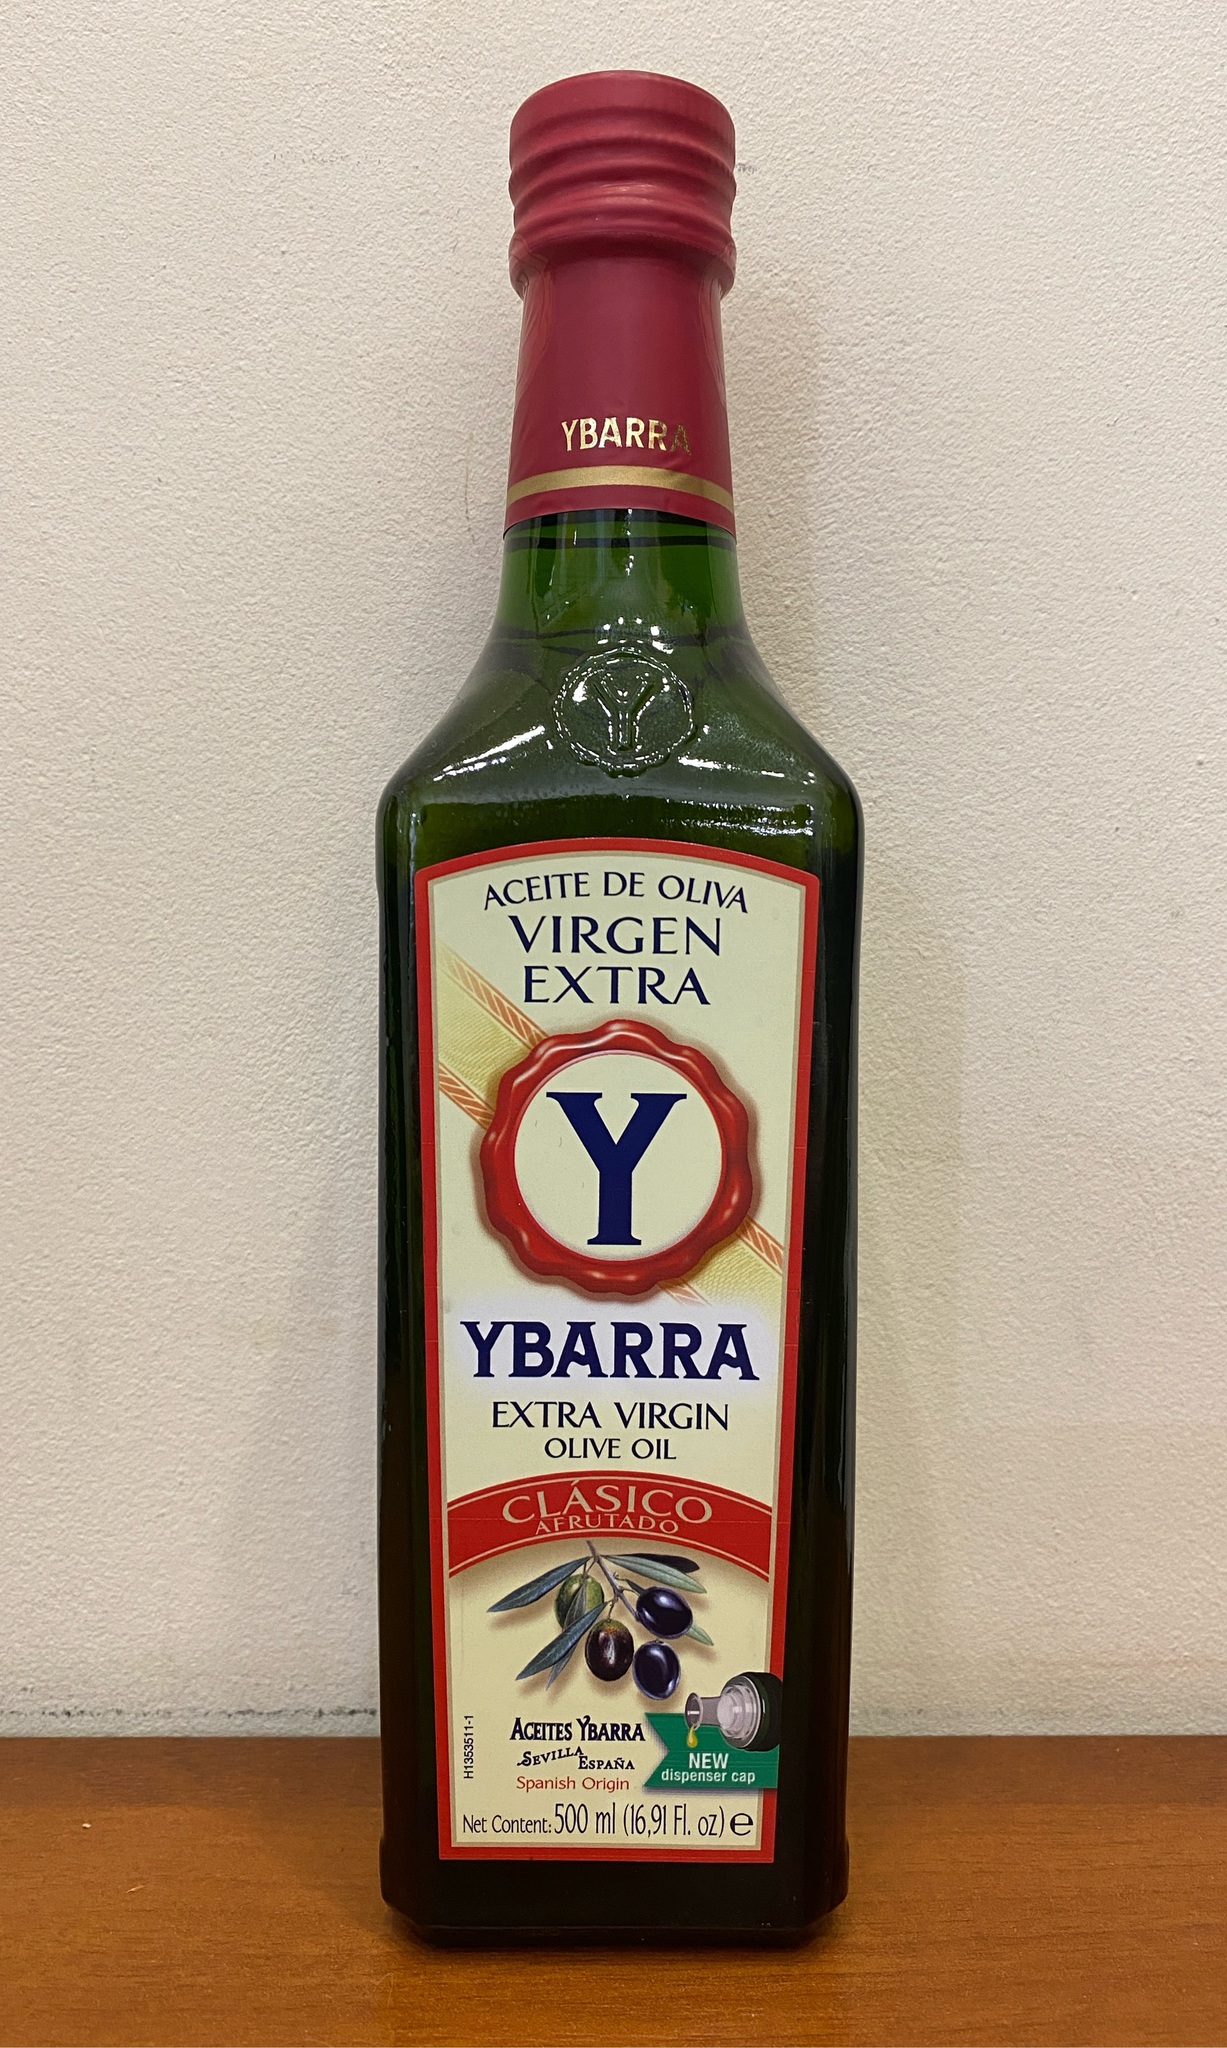 YBARRA
Y
ACEITE DE OLIVA
VIRGEN
EXTRA
Y
YBARRA
EXTRA VIRGIN
OLIVE OIL
CLÁSICO
AFRUTADO
H1353511-1
ACEITES YBARRA
SEVILLA ESPAÑA
Spanish Origin
NEW
dispenser cap
Net Content: 500 ml (16,91 Fl. oz) e